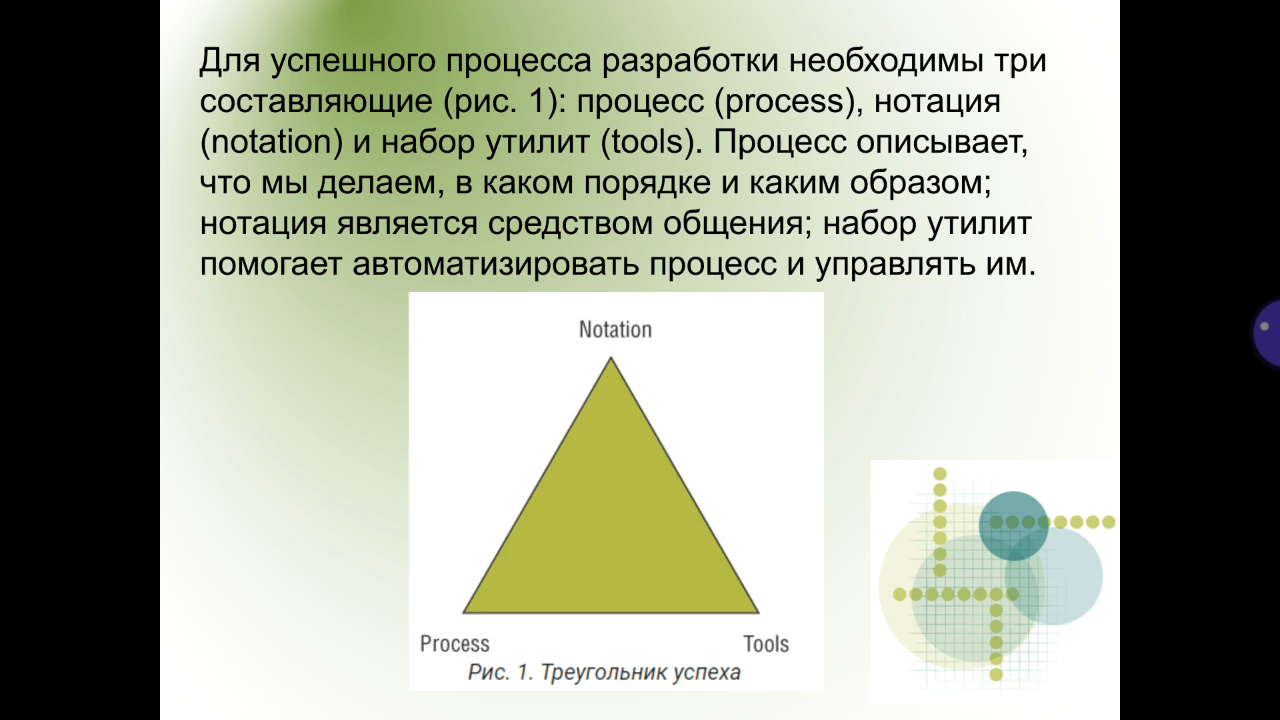 Для успешного процесса разработки необходимы три
составляющие (рис. 1): процесс (process), нотация
(notation) и набор утилит (tools). Процесс описывает,
что мы делаем, в каком порядке и каким образом;
нотация является средством общения; набор утилит
помогает автоматизировать процесс и управлять им.
Notation
Process
Tools
Рис. 1. Треугольник успеха